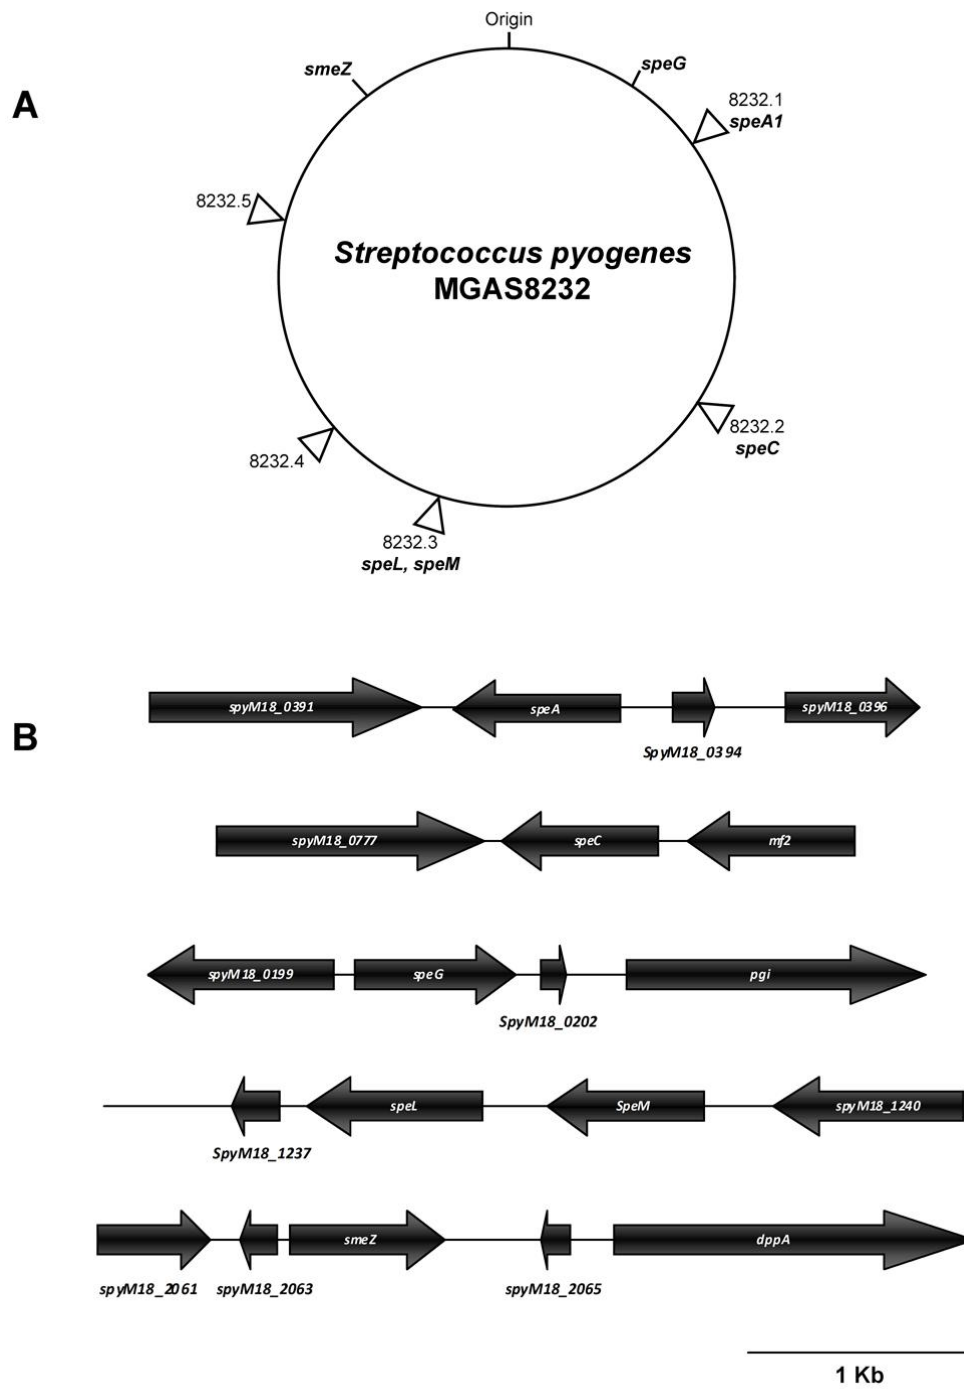 A
Origin
smeZ
speG
8232.1
speA1
8232.5
Streptococcus pyogenes
MGAS8232
8232.2
speC
8232.4
8232.3
speL, speM
B
spyM18_0391
speA
spyM18_0396
SpyM18_0394
spyM18_0777
speC
mf2
spyM18_0199
speG
pgi
SpyM18_0202
speL
SpeM
spyM18_1240
SpyM18_1237
smeZ
dppA
spyM18_2061
spyM18_2063
spyM18_2065
1 Kb